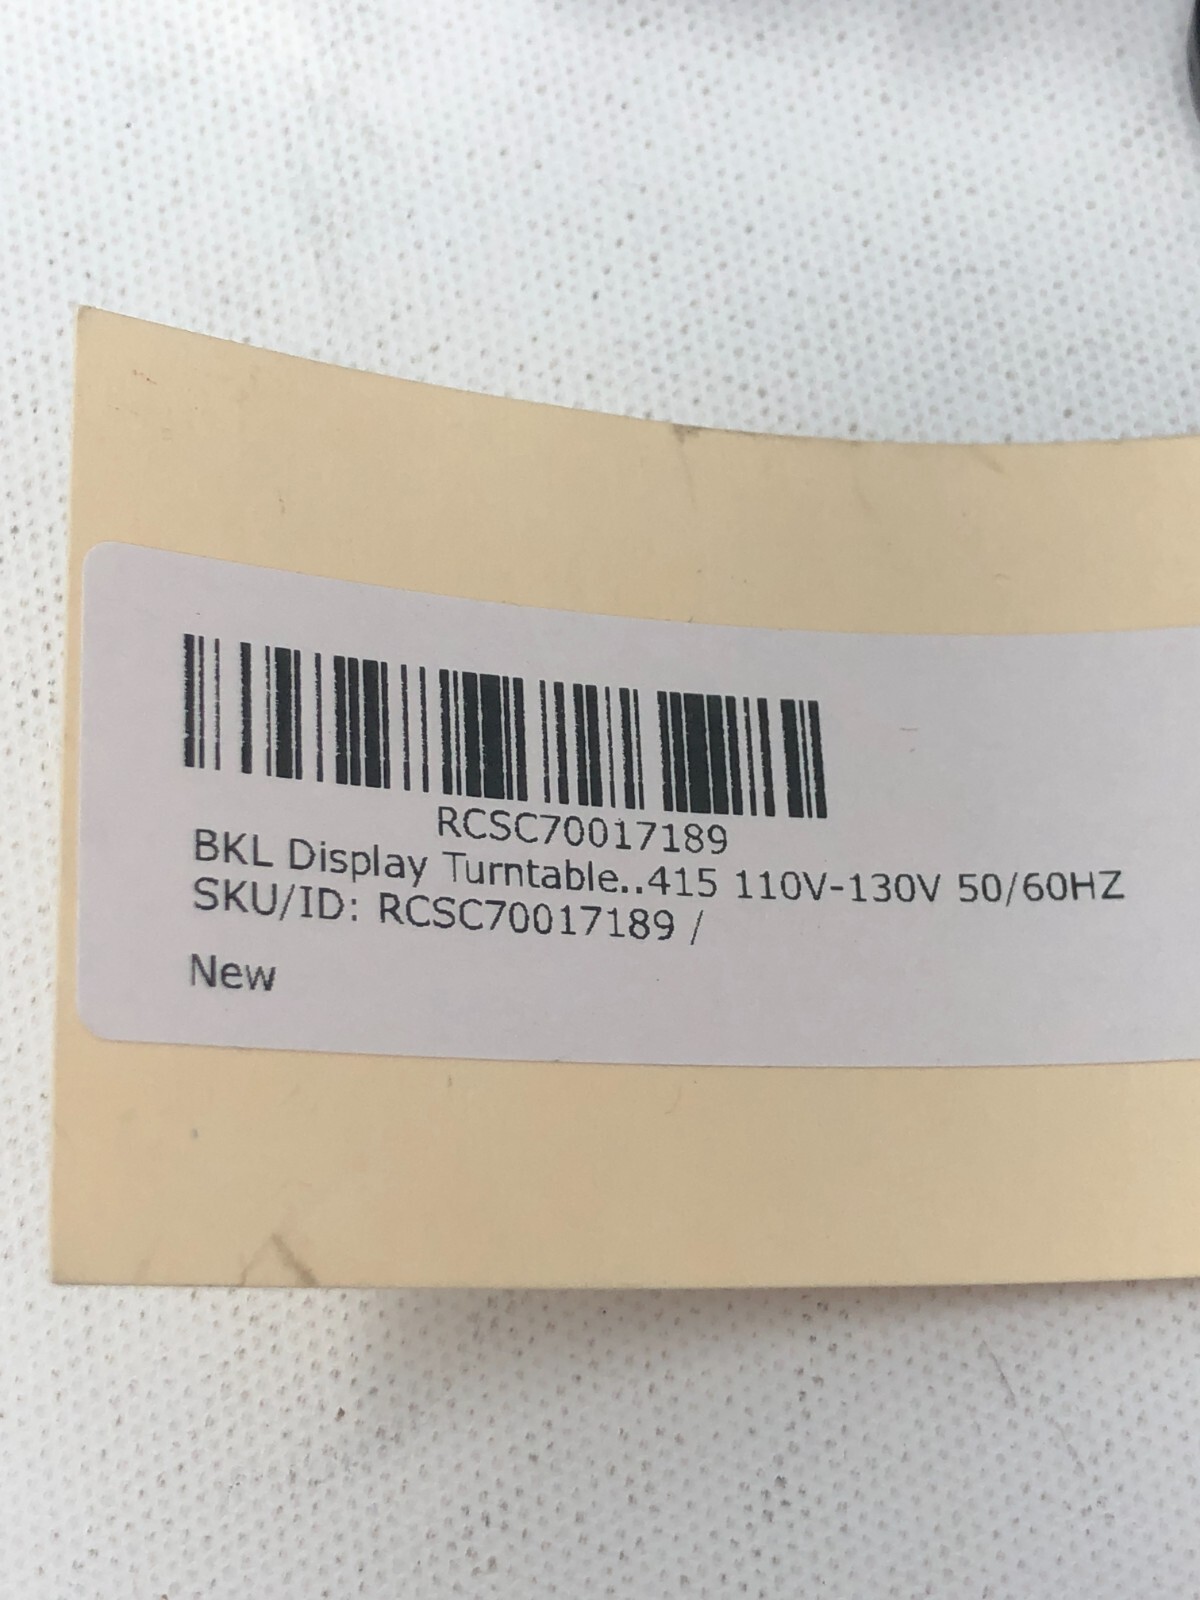 RCSC70017189
BKL Display Turntable..415 110V-130V 50/60HZ
SKU/ID: RCSC70017189 /
New